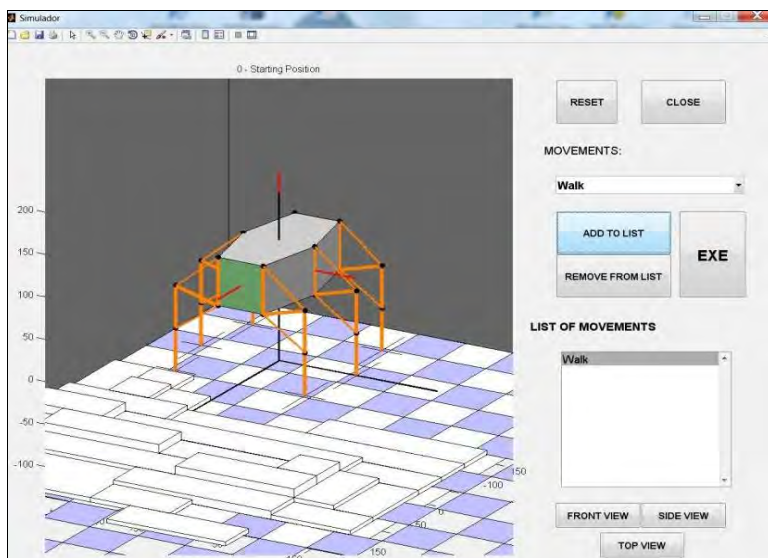 Simulador
0 - Starting Position
RESET
CLOSE
MOVEMENTS:
Walk
ADD TO LIST
EXE
REMOVE FROM LIST
LIST OF MOVEMENTS
Walk
FRONT VIEW
SIDE VIEW
TOP VIEW
200
150
100
50
0
-50
-100
150
-100
50
0
150